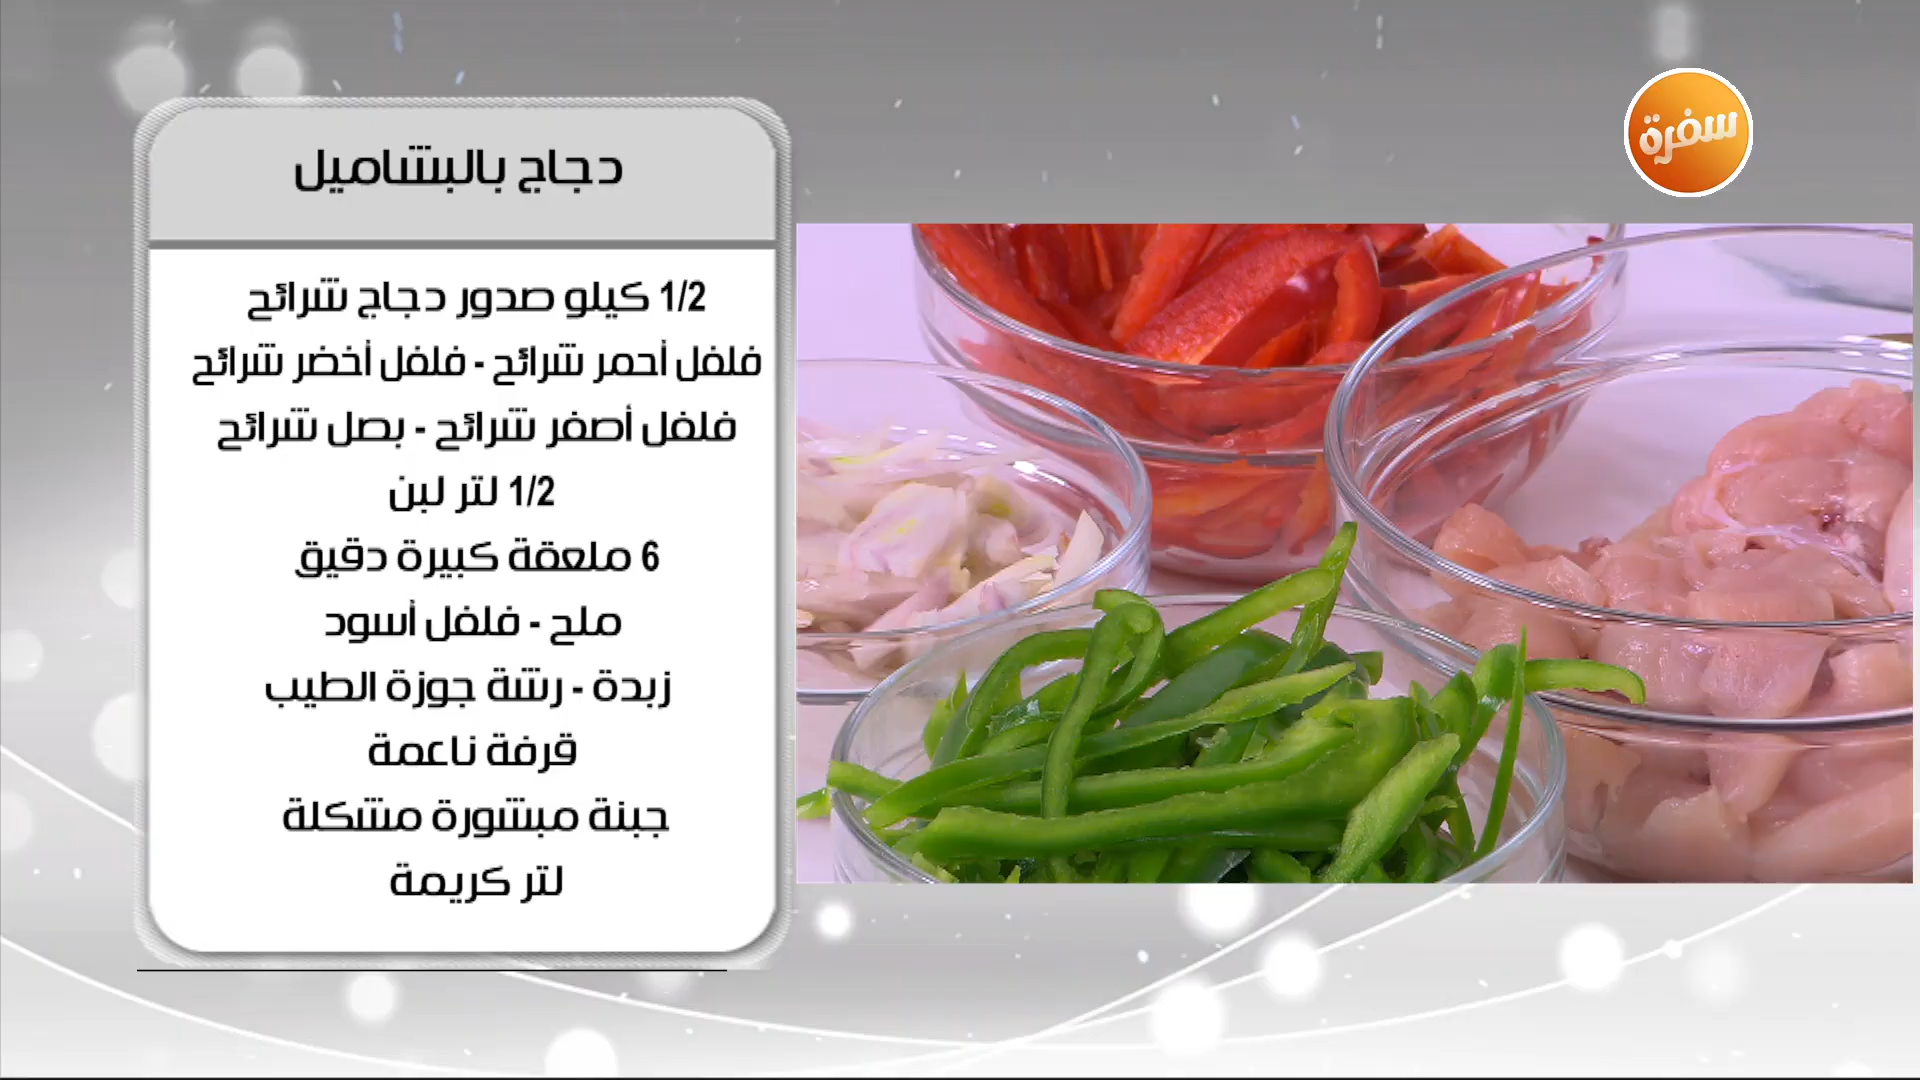 سفرة
دجاج بالبشاميل
1/2 كيلو صدور دجاج شرائح
فلفل أحمر شرائح - فلفل أخضر شرائح
فلفل أصفر شرائح - بصل شرائح
1/2 لتر لبن
6 ملعقة كبيرة دقيق
ملح - فلفل أسود
زبدة - رشة جوزة الطيب
قرفة ناعمة
جبنة مبشورة مشكلة
لتر كريمة